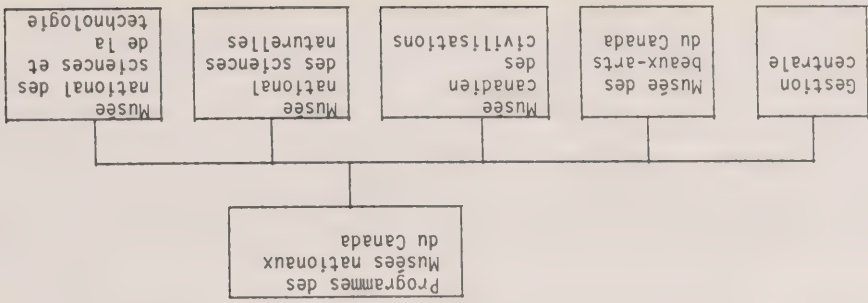 Programmes des
Musées nationaux
du Canada
Gestion
centrale
Musée des
beaux-arts
du Canada
Musée
canadien
des
civilisations
Musée
national
des sciences
naturelles
Musée
national des
sciences et
de la
technologie